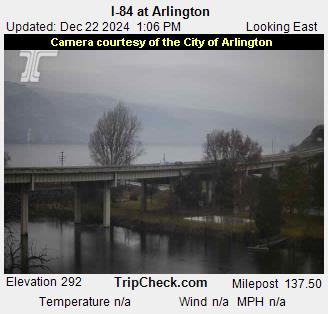 I-84 at Arlington
Updated: Dec 22 2024 1:06 PM Looking East
Camera courtesy of the City of Arlington
Elevation 292 TripCheck.com Milepost 137.50
Temperature n/a Wind n/a MPH n/a